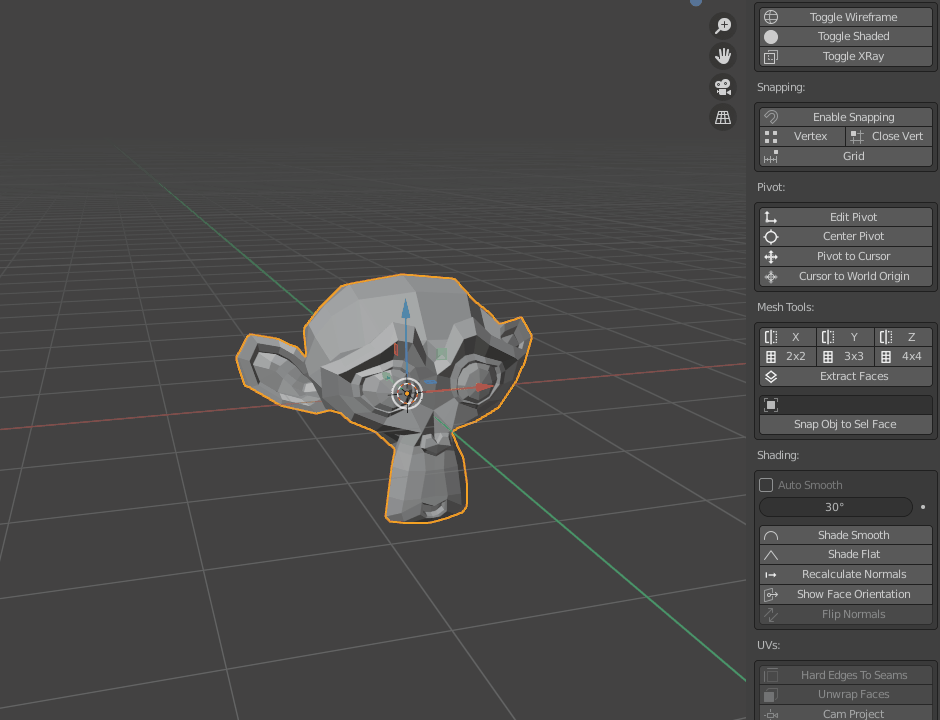 Toggle Wireframe
Toggle Shaded
Toggle XRay
Snapping:
Enable Snapping
Vertex Close Vert
Grid
Pivot:
Edit Pivot
Center Pivot
Pivot to Cursor
Cursor to World Origin
Mesh Tools:
X Y Z
2x2 3x3 4x4
Extract Faces
Snap Obj to Sel Face
Shading:
Auto Smooth
30°
Shade Smooth
Shade Flat
Recalculate Normals
Show Face Orientation
Flip Normals
UVs:
Hard Edges To Seams
Unwrap Faces
Cam Project